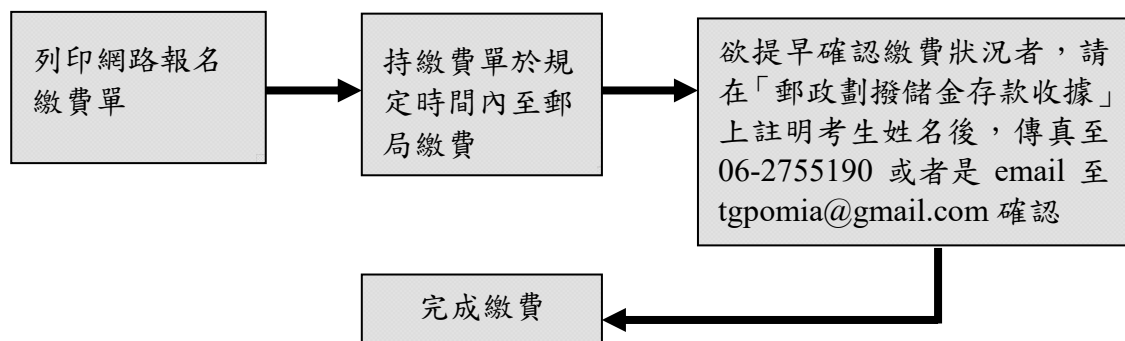 列印網路報名
繳費單
持繳費單於規
定時間內至郵
局繳費
欲提早確認繳費狀況者，請
在「郵政劃撥儲金存款收據」
上註明考生姓名後，傳真至
06-2755190 或者是 email 至
tgpomia@gmail.com 確認
完成繳費